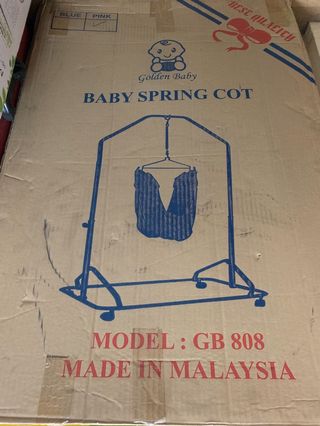 BLUE PINK
BEST QUALITY
Golden Baby
BABY SPRING COT
MODEL : GB 808
MADE IN MALAYSIA